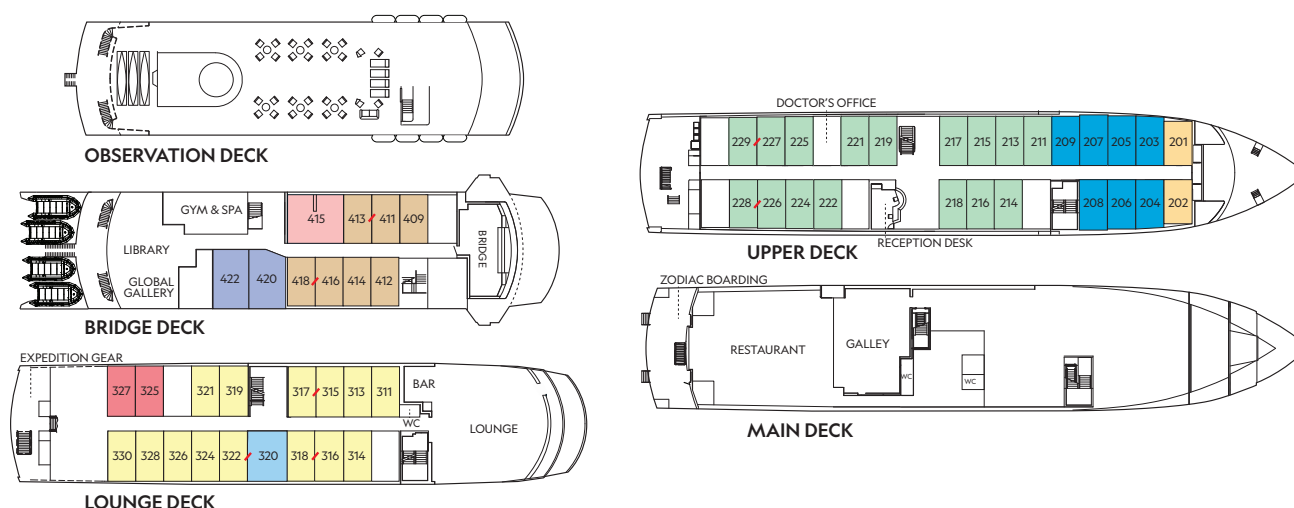 OBSERVATION DECK
GYM & SPA
415 413 411 409
LIBRARY
BRIDGE
GLOBAL
GALLERY
422 420 418 416 414 412
BRIDGE DECK
EXPEDITION GEAR
327 325 321 319 317 315 313 311
BAR
WC
LOUNGE
330 328 326 324 322 320 318 316 314
LOUNGE DECK
DOCTOR'S OFFICE
229 227 225 221 219 217 215 213 211 209 207 205 203 201
228 226 224 222 218 216 214 208 206 204 202
RECEPTION DESK
UPPER DECK
ZODIAC BOARDING
RESTAURANT
GALLEY
WC
WC
MAIN DECK